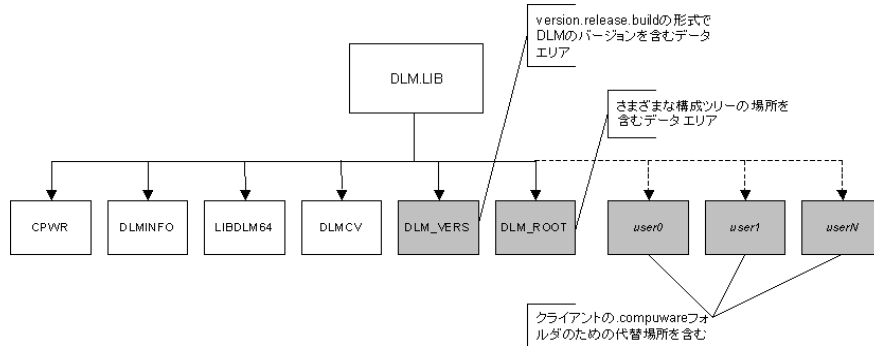 version.release.buildの形式で
DLMのバージョンを含むデータ
エリア
DLM.LIB
さまざまな構成ツリーの場所を
含むデータ エリア
CPWR
DLMINFO
LIBDLM64
DLMCV
DLM_VERS
DLM_ROOT
user0
user1
userN
クライアントの.compuwareフォ
ルダのための代替場所を含む